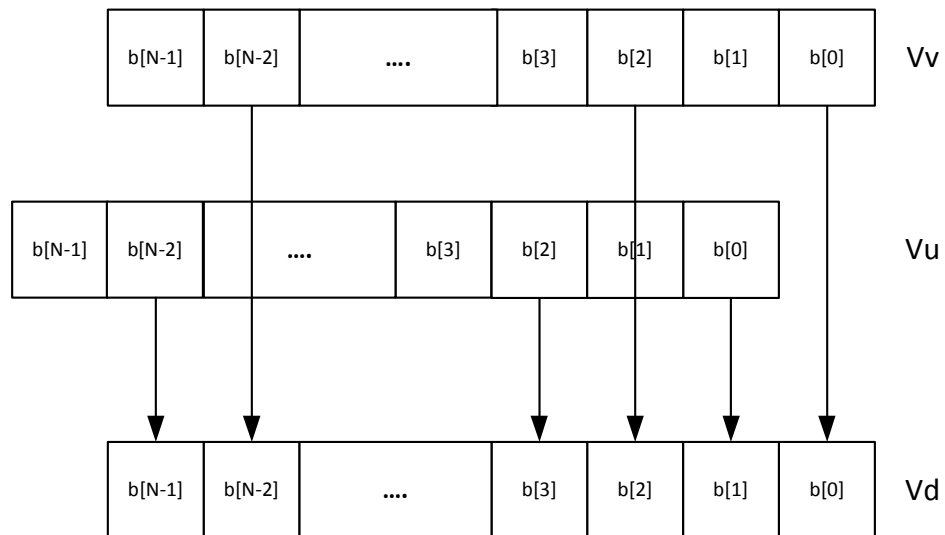 b[N-1] b[N-2] .... b[3] b[2] b[1] b[0] Vv
b[N-1] b[N-2] .... b[3] b[2] b[1] b[0] Vu
b[N-1] b[N-2] .... b[3] b[2] b[1] b[0] Vd